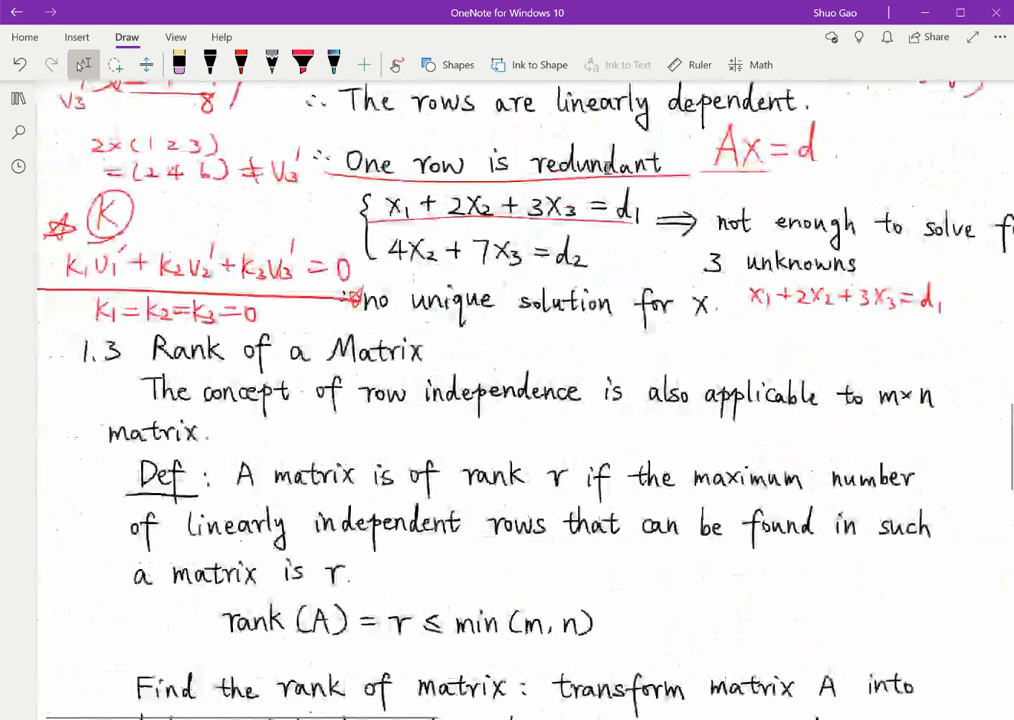 OneNote for Windows 10
Shuo Gao
Home Insert Draw View Help
Share
Shapes
Ink to Shape
Ink to Text
Ruler
Math
V3' 8
∴ The rows are linearly dependent.
2x(1 2 3)
= (2 4 6) ≠ V3'
∴ One row is redundant
Ax = d
K
{ x1 + 2x2 + 3x3 = d1 ⟹ not enough to solve
4x2 + 7x3 = d2 3 unknowns
k1v1' + k2v2' + k3v3' = 0
k1 = k2 = k3 = 0
∴ no unique solution for x.
x1 + 2x2 + 3x3 = d1
1.3 Rank of a Matrix
The concept of row independence is also applicable to m×n
matrix.
Def : A matrix is of rank r if the maximum number
of linearly independent rows that can be found in such
a matrix is r.
rank (A) = r ≤ min (m, n)
Find the rank of matrix : transform matrix A into